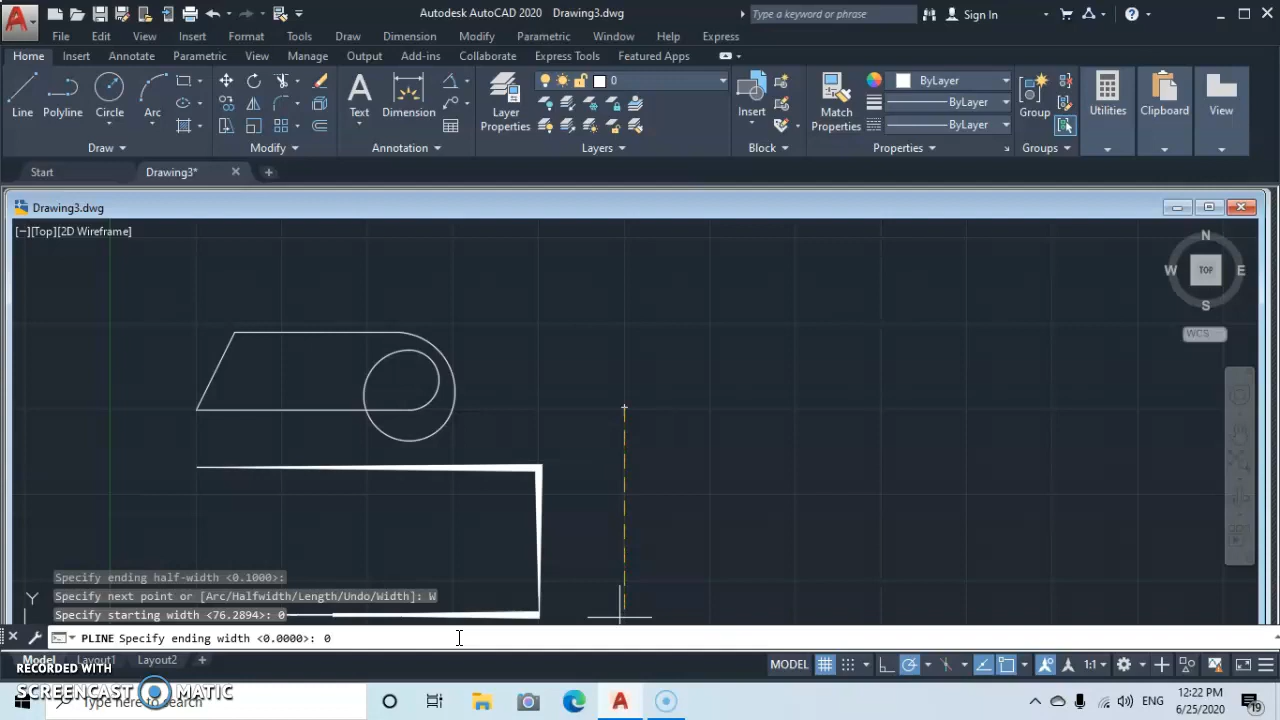 Autodesk AutoCAD 2020 Drawing3.dwg
Type a keyword or phrase
Sign In
File Edit View Insert Format Tools Draw Dimension Modify Parametric Window Help Express
Home Insert Annotate Parametric View Manage Output Add-ins Collaborate Express Tools Featured Apps
Line Polyline Circle Arc
Text Dimension
Layer Properties
0
Insert
Match Properties
ByLayer
ByLayer
ByLayer
Group
Utilities Clipboard View
Draw Modify Annotation Layers Block Properties Groups
Start Drawing3*
Drawing3.dwg
[−][Top][2D Wireframe]
N
W TOP E
S
WCS
Y
Specify ending half-width <0.1000>:
Specify next point or [Arc/Halfwidth/Length/Undo/Width]: W
Specify starting width <76.2894>: 0
PLINE Specify ending width <0.0000>: 0
Model Layout1 Layout2
MODEL 1:1
RECORDED WITH
SCREENCAST MATIC
Type here to search
ENG
12:22 PM
6/25/2020
19